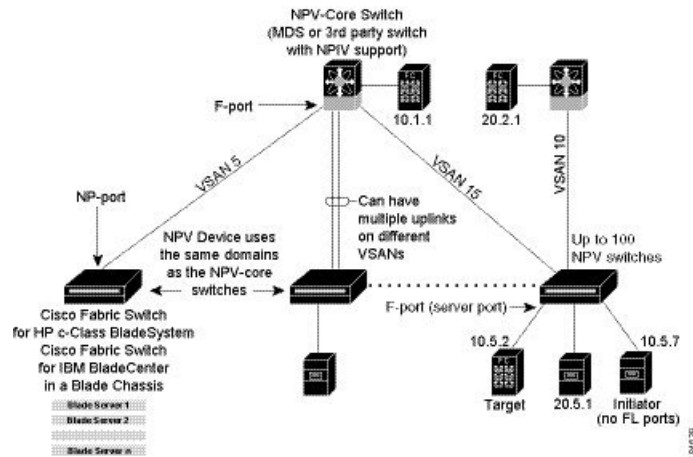 NPV-Core Switch
(MDS or 3rd party switch
with NPIV support)
F-port
FC
10.1.1
FC
20.2.1
VSAN 5
VSAN 15
VSAN 10
NP-port
Can have
multiple uplinks
on different
VSANs
NPV Device uses
the same domains
as the NPV-core
switches
Up to 100
NPV switches
Cisco Fabric Switch
for HP c-Class BladeSystem
Cisco Fabric Switch
for IBM BladeCenter
in a Blade Chassis
F-port (server port)
10.5.2
10.5.7
FC
Target
20.5.1
Initiator
(no FL ports)
Blade Server 1
Blade Server 2
Blade Server n